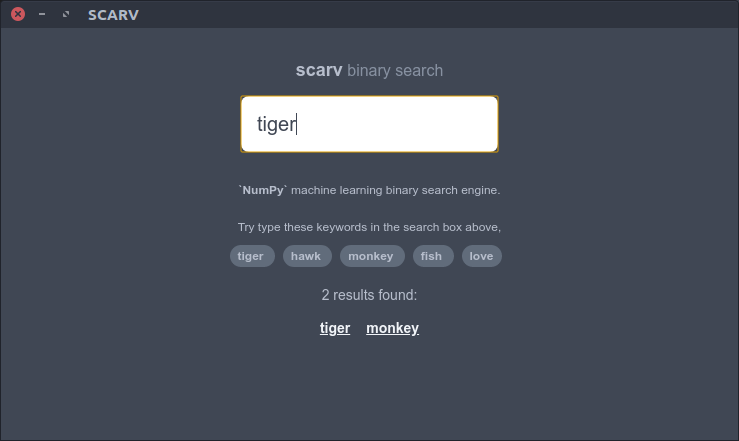 SCARV
scarv binary search
tiger
`NumPy` machine learning binary search engine.
Try type these keywords in the search box above,
tiger hawk monkey fish love
2 results found:
tiger monkey